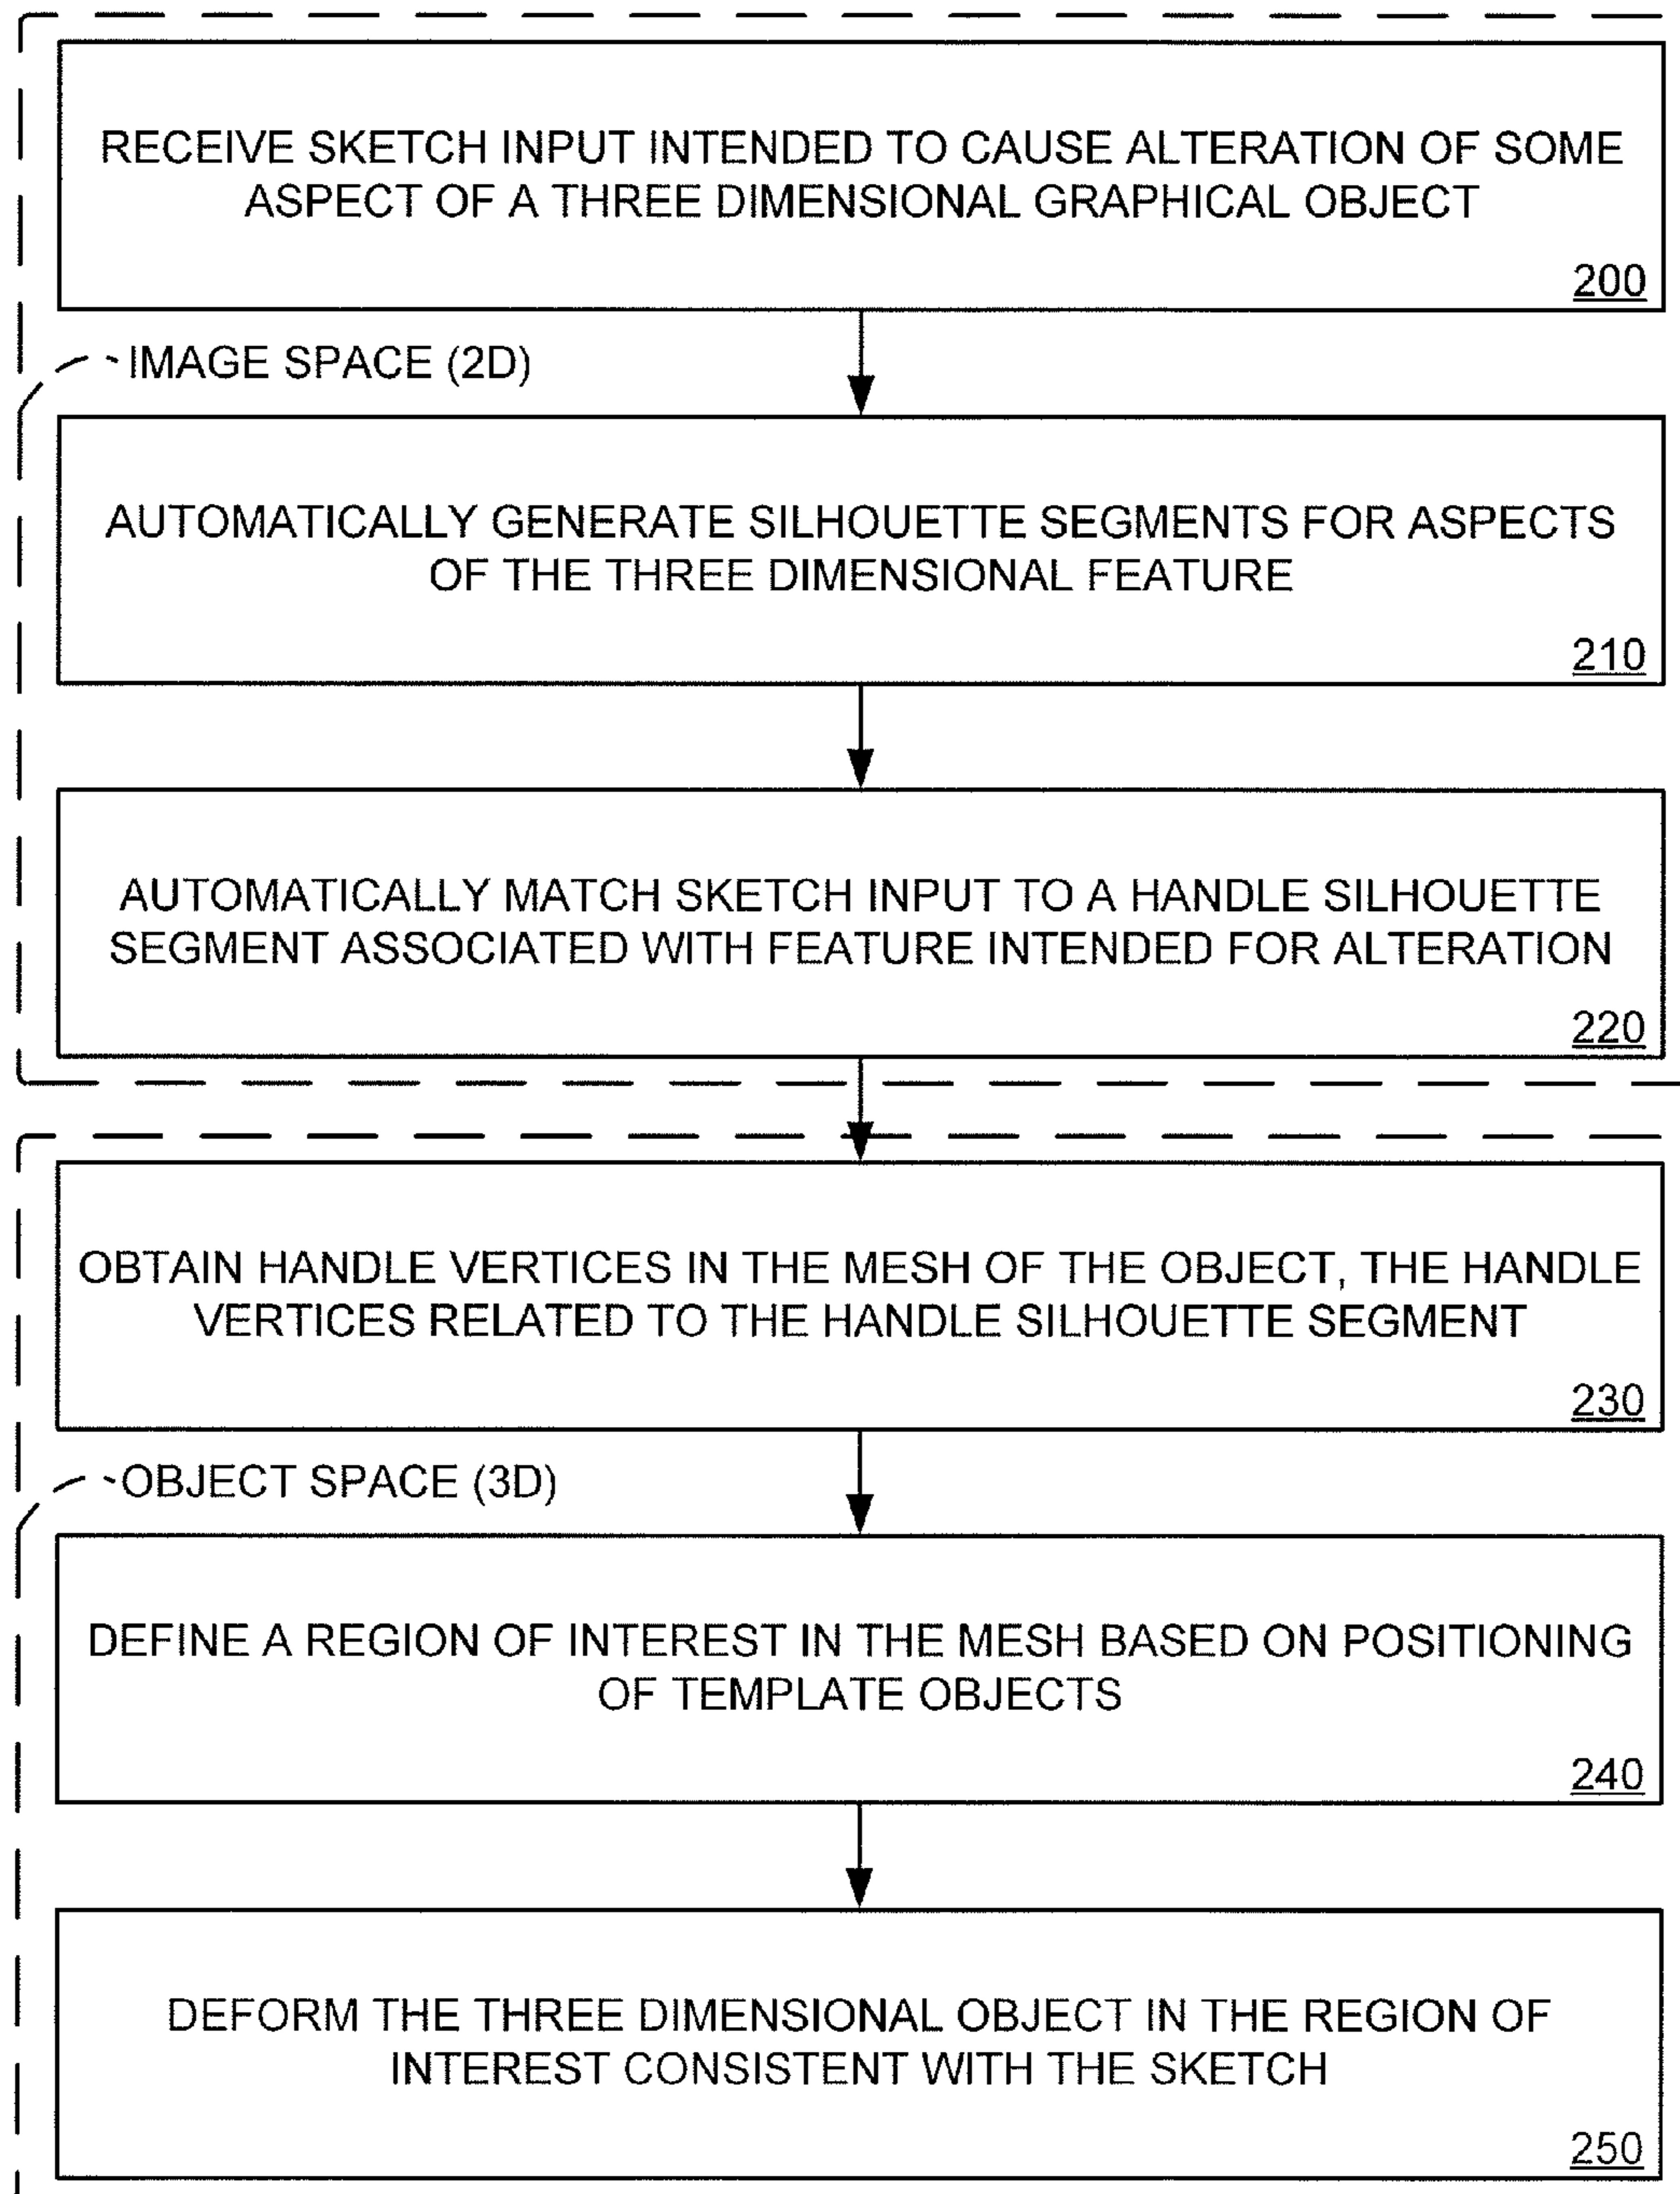 RECEIVE SKETCH INPUT INTENDED TO CAUSE ALTERATION OF SOME
ASPECT OF A THREE DIMENSIONAL GRAPHICAL OBJECT
200
IMAGE SPACE (2D)
AUTOMATICALLY GENERATE SILHOUETTE SEGMENTS FOR ASPECTS
OF THE THREE DIMENSIONAL FEATURE
210
AUTOMATICALLY MATCH SKETCH INPUT TO A HANDLE SILHOUETTE
SEGMENT ASSOCIATED WITH FEATURE INTENDED FOR ALTERATION
220
OBTAIN HANDLE VERTICES IN THE MESH OF THE OBJECT, THE HANDLE
VERTICES RELATED TO THE HANDLE SILHOUETTE SEGMENT
230
OBJECT SPACE (3D)
DEFINE A REGION OF INTEREST IN THE MESH BASED ON POSITIONING
OF TEMPLATE OBJECTS
240
DEFORM THE THREE DIMENSIONAL OBJECT IN THE REGION OF
INTEREST CONSISTENT WITH THE SKETCH
250